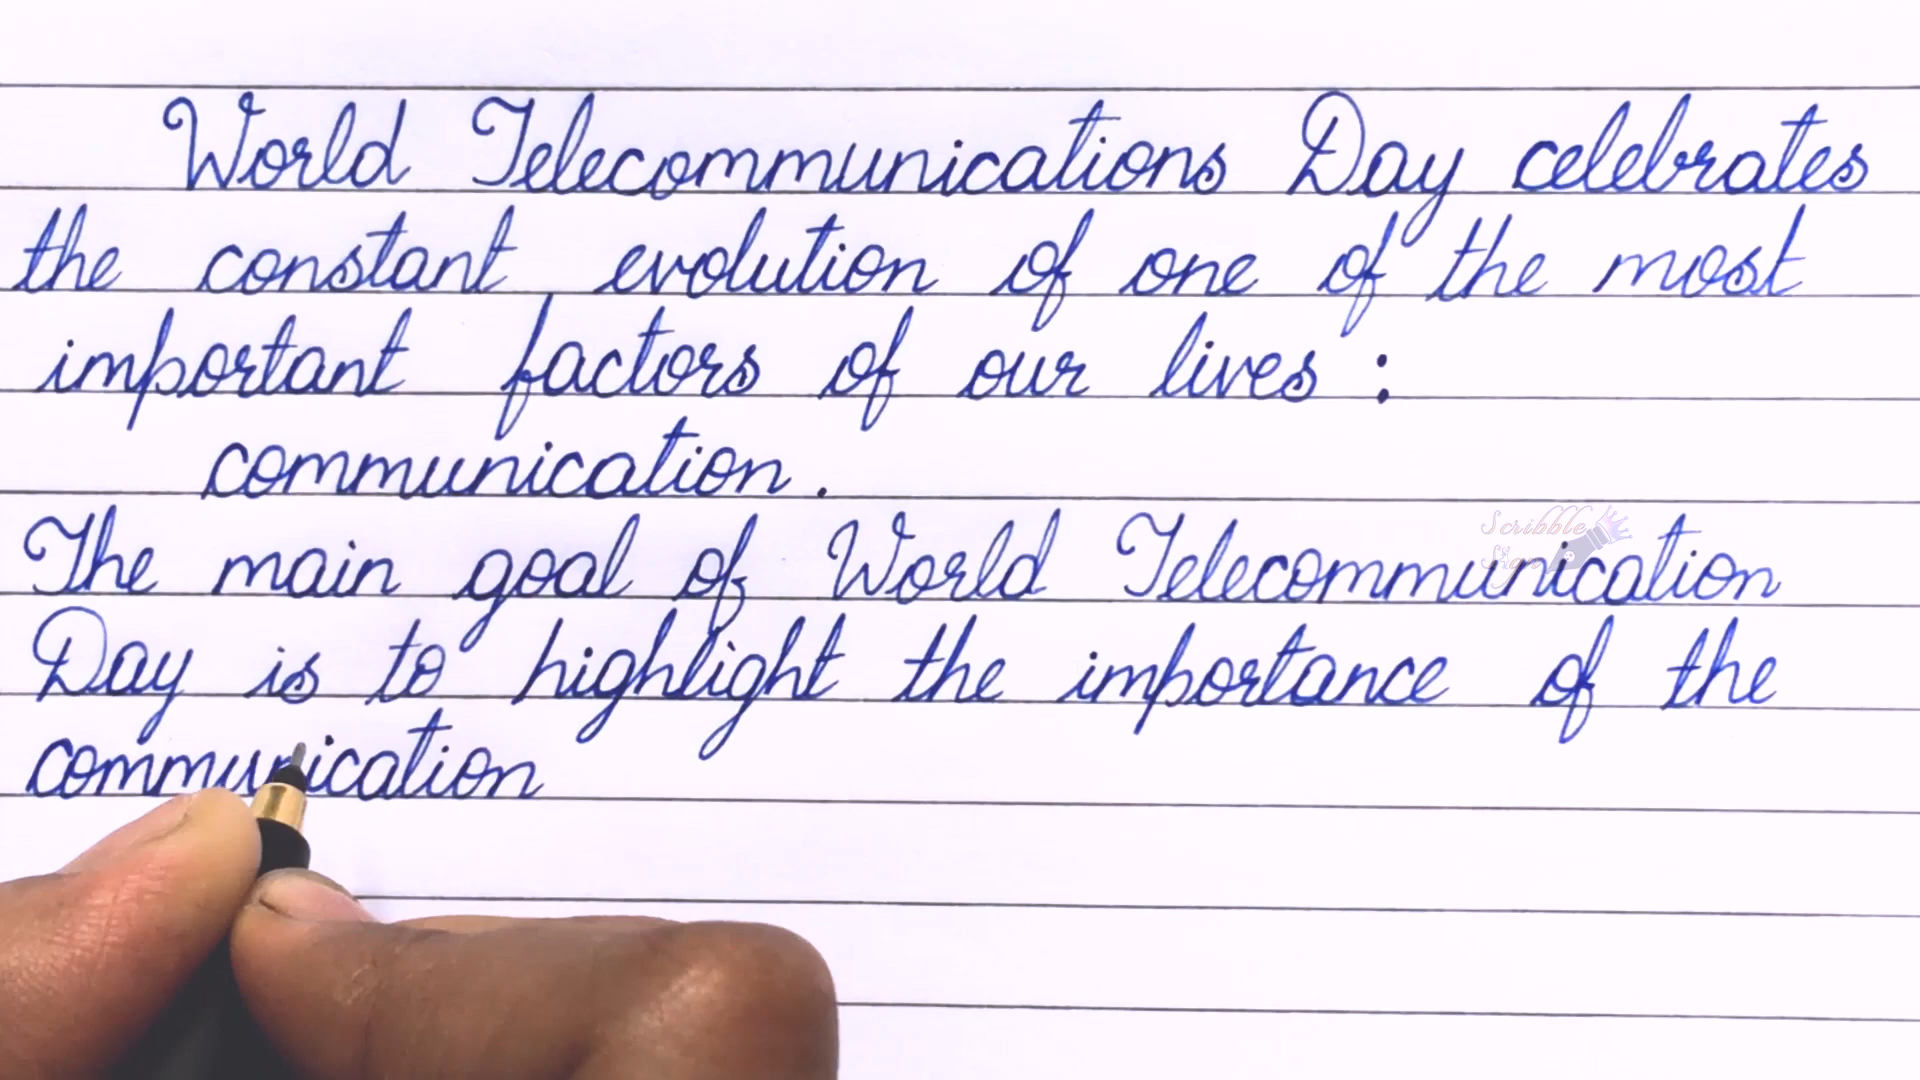 World Telecommunications Day celebrates
the constant evolution of one of the most
important factors of our lives :
communication.
The main goal of World Telecommunication
Day is to highlight the importance of the
communication
Scribble